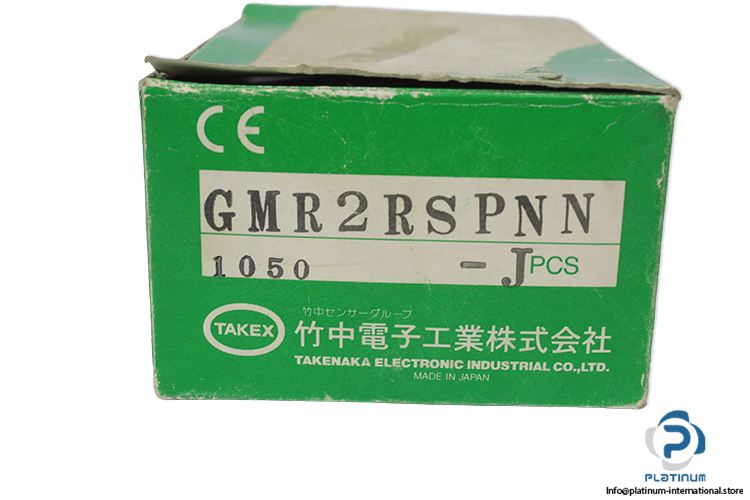 CE
GMR2RSPNN
1050 -J PCS
竹中センサーグループ
TAKEX 竹中電子工業株式会社
TAKENAKA ELECTRONIC INDUSTRIAL CO.,LTD.
MADE IN JAPAN
PLATINUM
Info@platinum-international.store